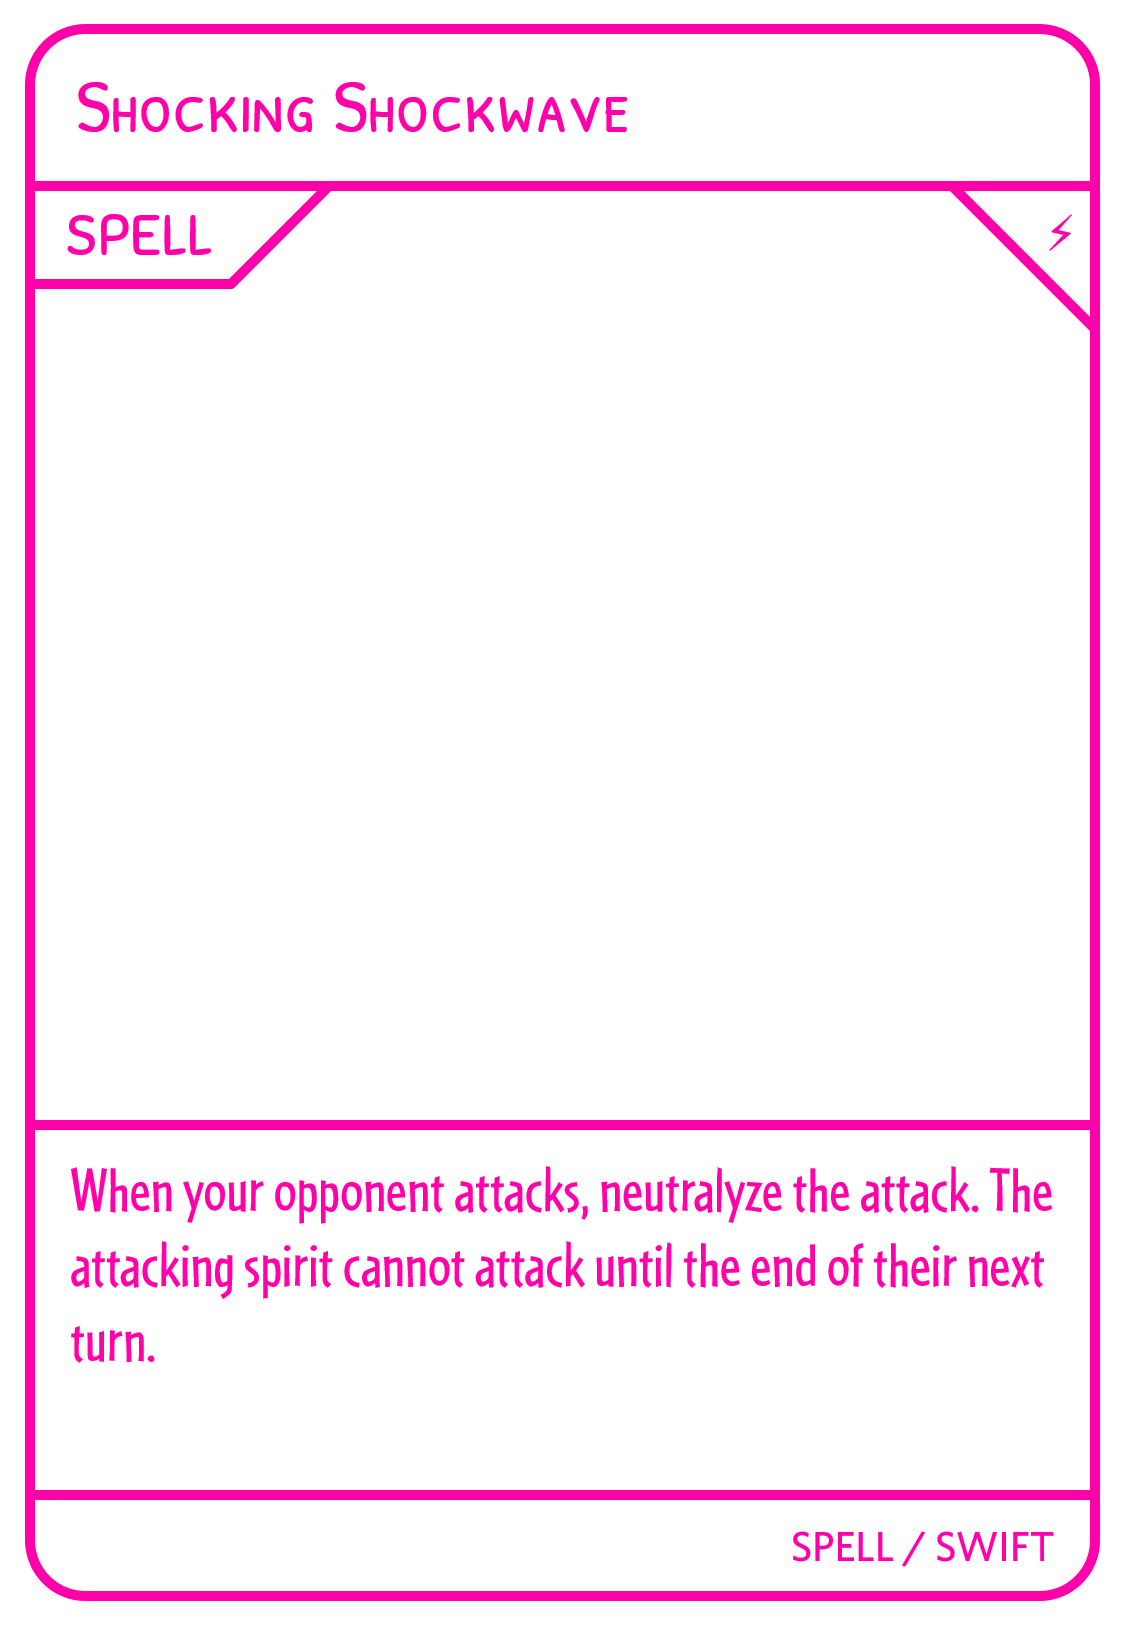 Shocking Shockwave
SPELL
⚡
When your opponent attacks, neutralyze the attack. The
attacking spirit cannot attack until the end of their next
turn.
SPELL / SWIFT